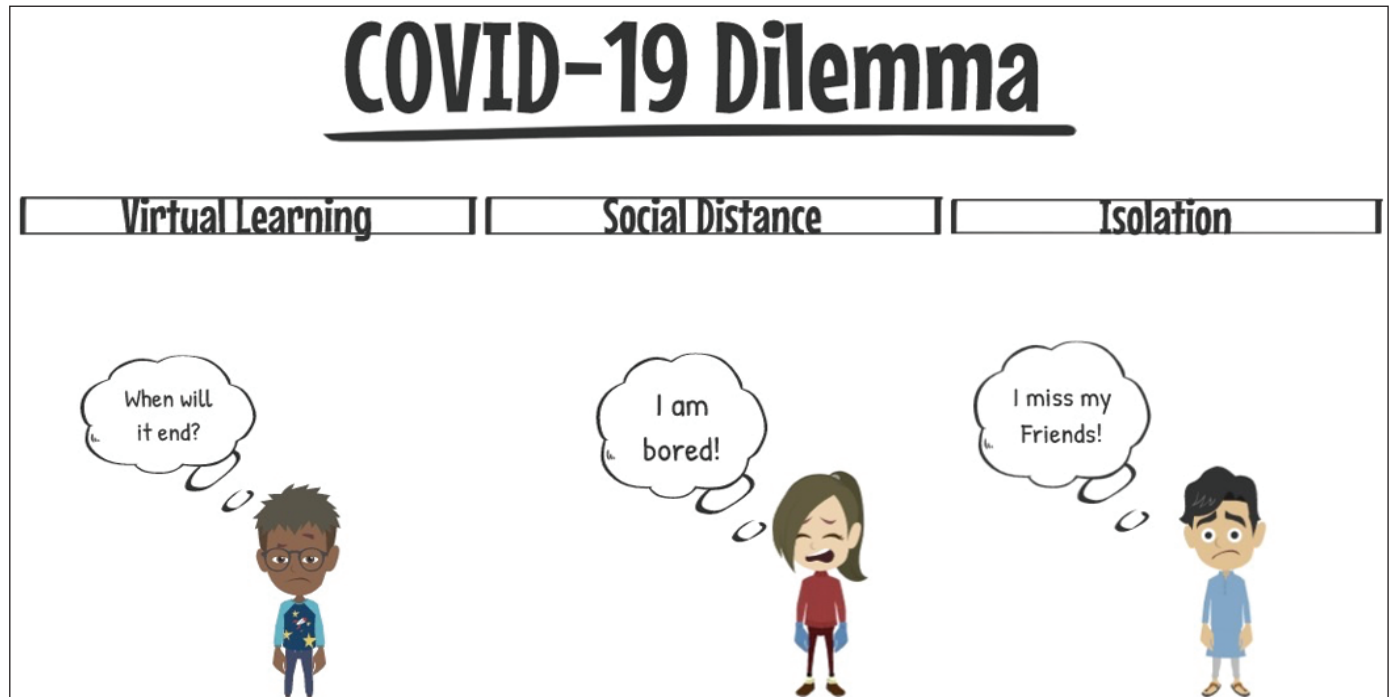 COVID-19 Dilemma
Virtual Learning
Social Distance
Isolation
When will
it end?
I am
bored!
I miss my
Friends!